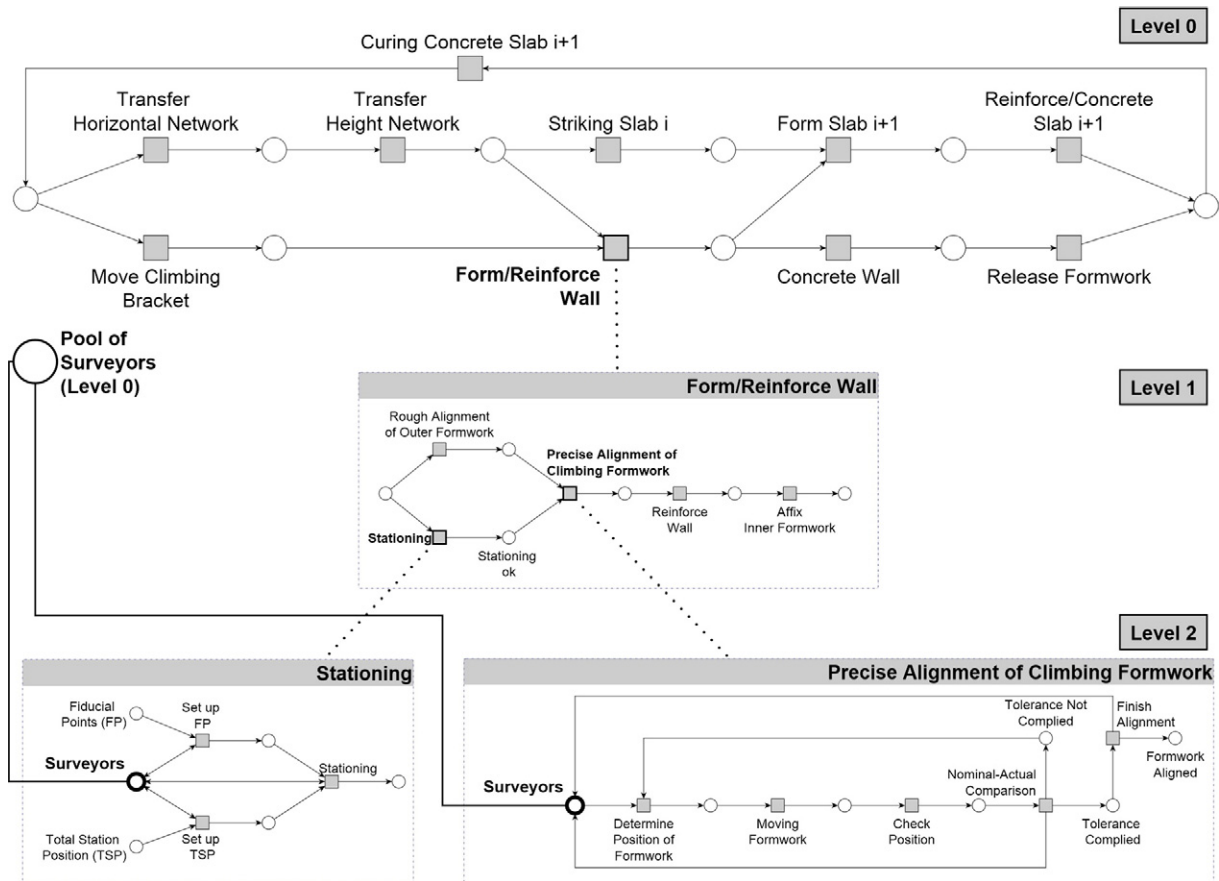 Level 0
Curing Concrete Slab i+1
Transfer
Horizontal Network
Transfer
Height Network
Striking Slab i
Form Slab i+1
Reinforce/Concrete
Slab i+1
Move Climbing
Bracket
Form/Reinforce
Wall
Concrete Wall
Release Formwork
Pool of
Surveyors
(Level 0)
Level 1
Form/Reinforce Wall
Rough Alignment
of Outer Formwork
Precise Alignment of
Climbing Formwork
Stationing
Stationing
ok
Reinforce
Wall
Affix
Inner Formwork
Level 2
Stationing
Fiducial
Points (FP)
Set up
FP
Surveyors
Stationing
Total Station
Position (TSP)
Set up
TSP
Precise Alignment of Climbing Formwork
Tolerance Not
Complied
Finish
Alignment
Formwork
Aligned
Surveyors
Nominal-Actual
Comparison
Determine
Position of
Formwork
Moving
Formwork
Check
Position
Tolerance
Complied